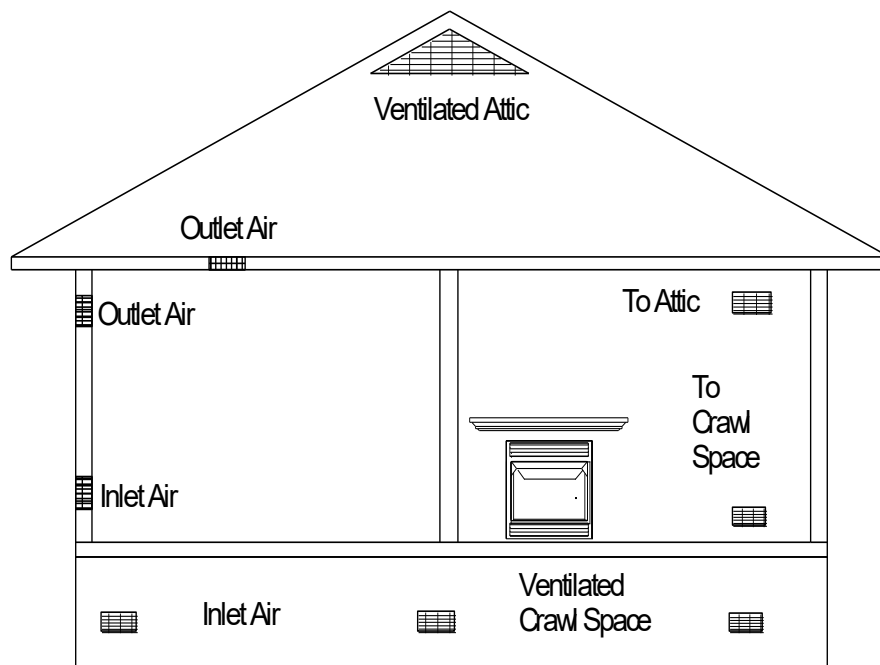 Ventilated Attic
Outlet Air
Outlet Air
To Attic
To
Crawl
Space
Inlet Air
Inlet Air
Ventilated
Crawl Space